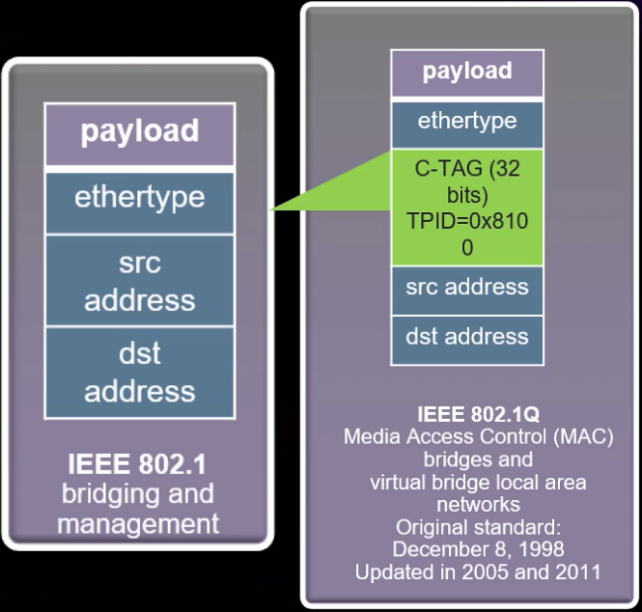 payload
ethertype
src
address
dst
address
IEEE 802.1
bridging and
management
payload
ethertype
C-TAG (32
bits)
TPID=0x810
0
src address
dst address
IEEE 802.1Q
Media Access Control (MAC)
bridges and
virtual bridge local area
networks
Original standard:
December 8, 1998
Updated in 2005 and 2011